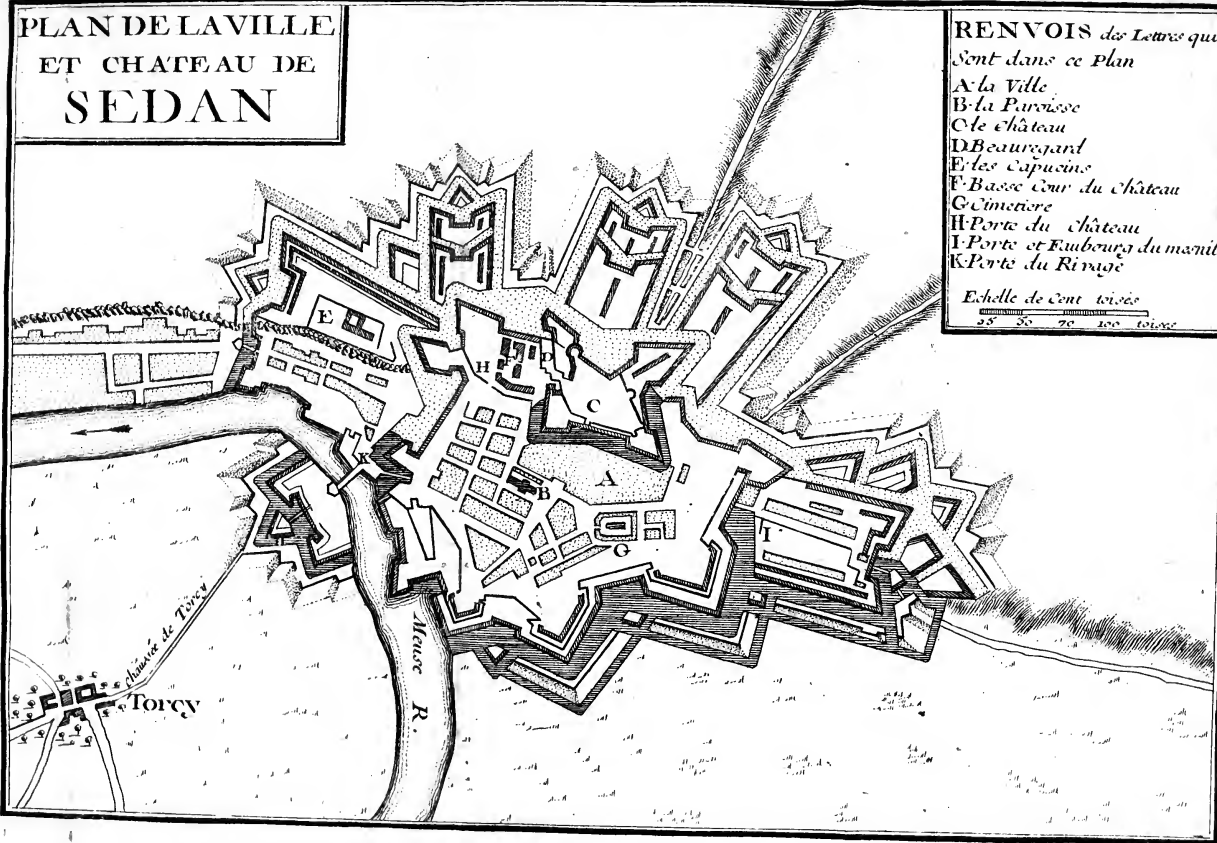 PLAN DE LA VILLE
ET CHATEAU DE
SEDAN
RENVOIS des Lettres qui
Sont dans ce Plan
A·la Ville
B·la Paroisse
C·le château
D·Beauregard
E·les capucins
F·Basse Cour du château
G·Cimetiere
H·Porte du château
I·Porte et Faubourg du mesnil
K·Porte du Rivage
Echelle de Cent toises
25 50 70 100 toises
E
H
F
D
C
K
B
A
G
I
Meuse R.
chaussée de Torcy
Torcy